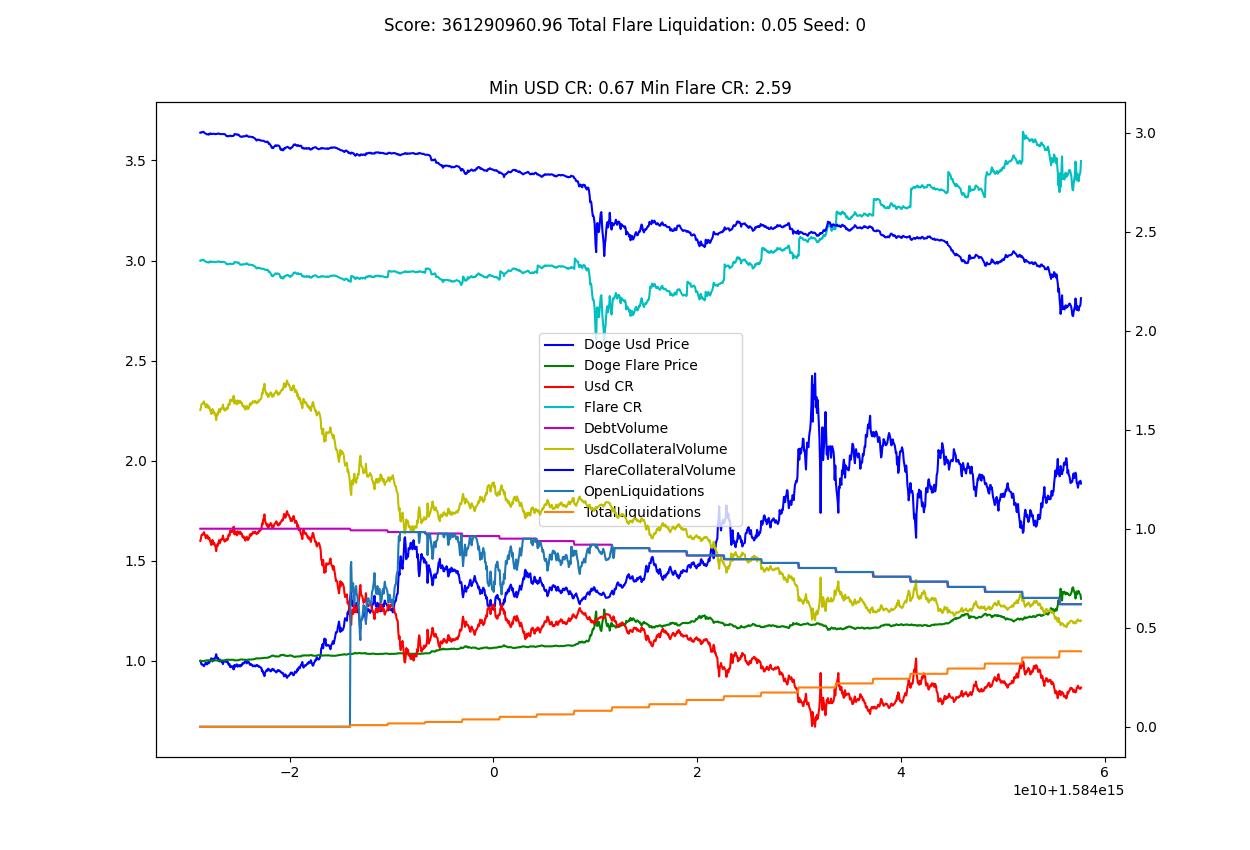 Score: 361290960.96 Total Flare Liquidation: 0.05 Seed: 0
Min USD CR: 0.67 Min Flare CR: 2.59
3.5
3.0
2.5
2.0
1.5
1.0
3.0
2.5
2.0
1.5
1.0
0.5
0.0
Doge Usd Price
Doge Flare Price
Usd CR
Flare CR
DebtVolume
UsdCollateralVolume
FlareCollateralVolume
OpenLiquidations
TotalLiquidations
−2
0
2
4
6
1e10+1.584e15